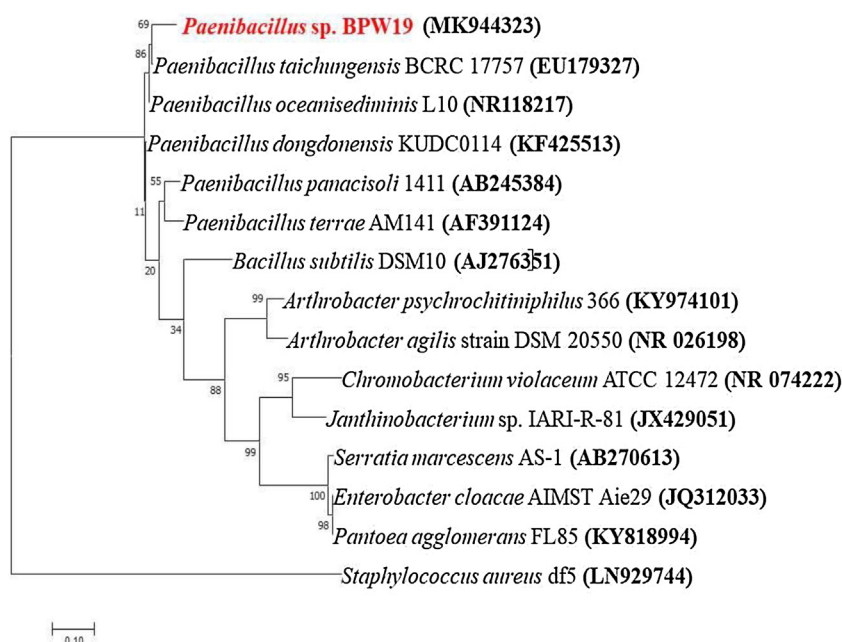 69
Paenibacillus sp. BPW19 (MK944323)
86
Paenibacillus taichungensis BCRC 17757 (EU179327)
Paenibacillus oceanisediminis L10 (NR118217)
Paenibacillus dongdonensis KUDC0114 (KF425513)
55
Paenibacillus panacisoli 1411 (AB245384)
11
Paenibacillus terrae AM141 (AF391124)
20
Bacillus subtilis DSM10 (AJ276351)
99
Arthrobacter psychrochitiniphilus 366 (KY974101)
34
Arthrobacter agilis strain DSM 20550 (NR 026198)
95
Chromobacterium violaceum ATCC 12472 (NR 074222)
88
Janthinobacterium sp. IARI-R-81 (JX429051)
99
Serratia marcescens AS-1 (AB270613)
100
Enterobacter cloacae AIMST Aie29 (JQ312033)
98
Pantoea agglomerans FL85 (KY818994)
Staphylococcus aureus df5 (LN929744)
0.10